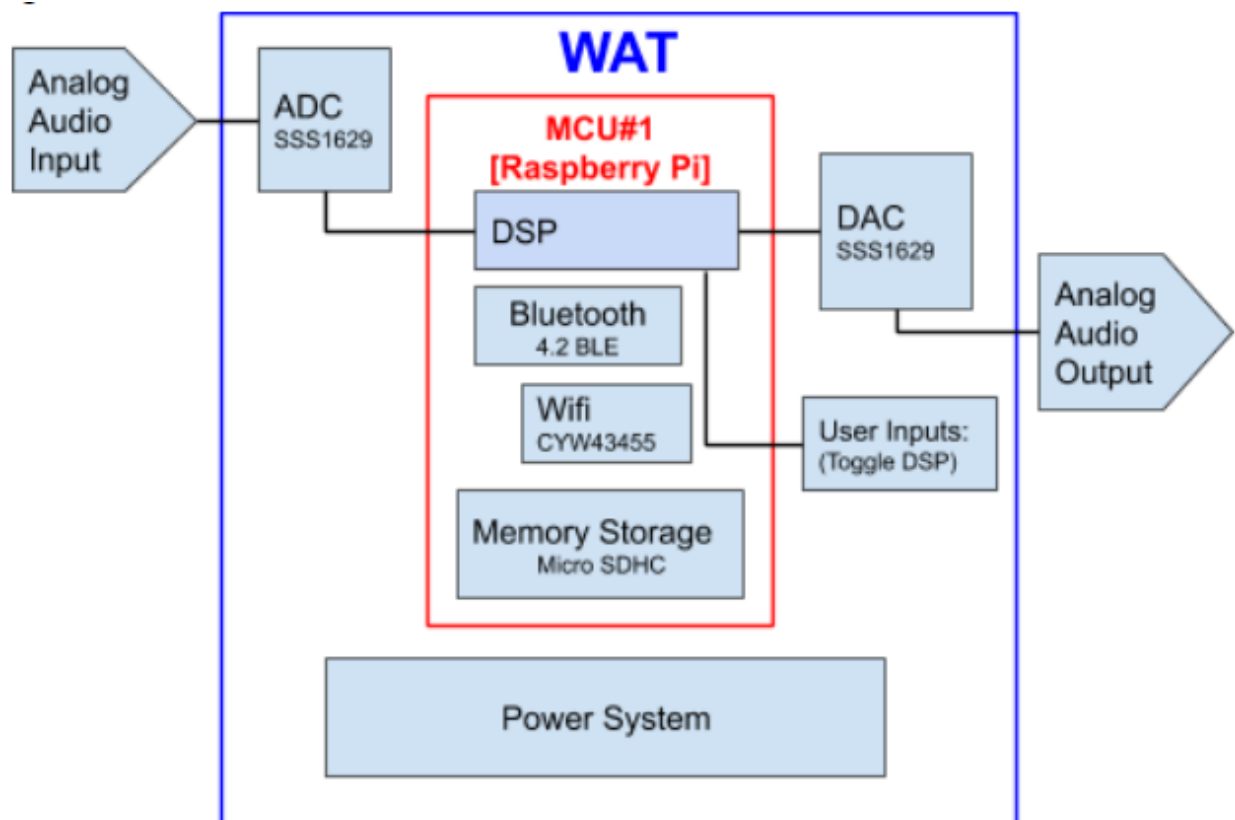 WAT
Analog
Audio
Input
ADC
SSS1629
MCU#1
[Raspberry Pi]
DSP
DAC
SSS1629
Bluetooth
4.2 BLE
Analog
Audio
Output
Wifi
CYW43455
User Inputs:
(Toggle DSP)
Memory Storage
Micro SDHC
Power System